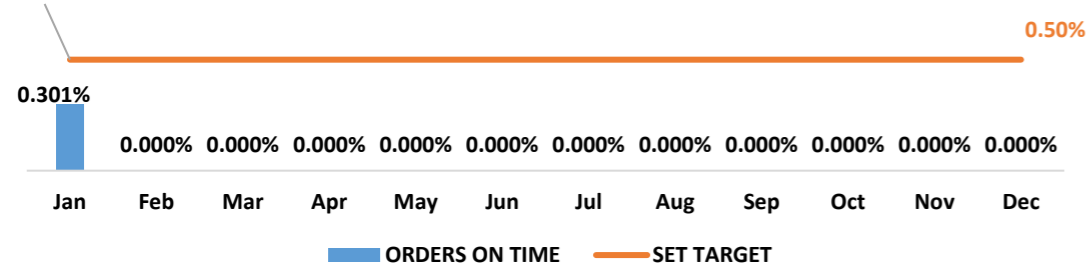 0.50%
0.301%
0.000% 0.000% 0.000% 0.000% 0.000% 0.000% 0.000% 0.000% 0.000% 0.000% 0.000%
Jan Feb Mar Apr May Jun Jul Aug Sep Oct Nov Dec
ORDERS ON TIME SET TARGET